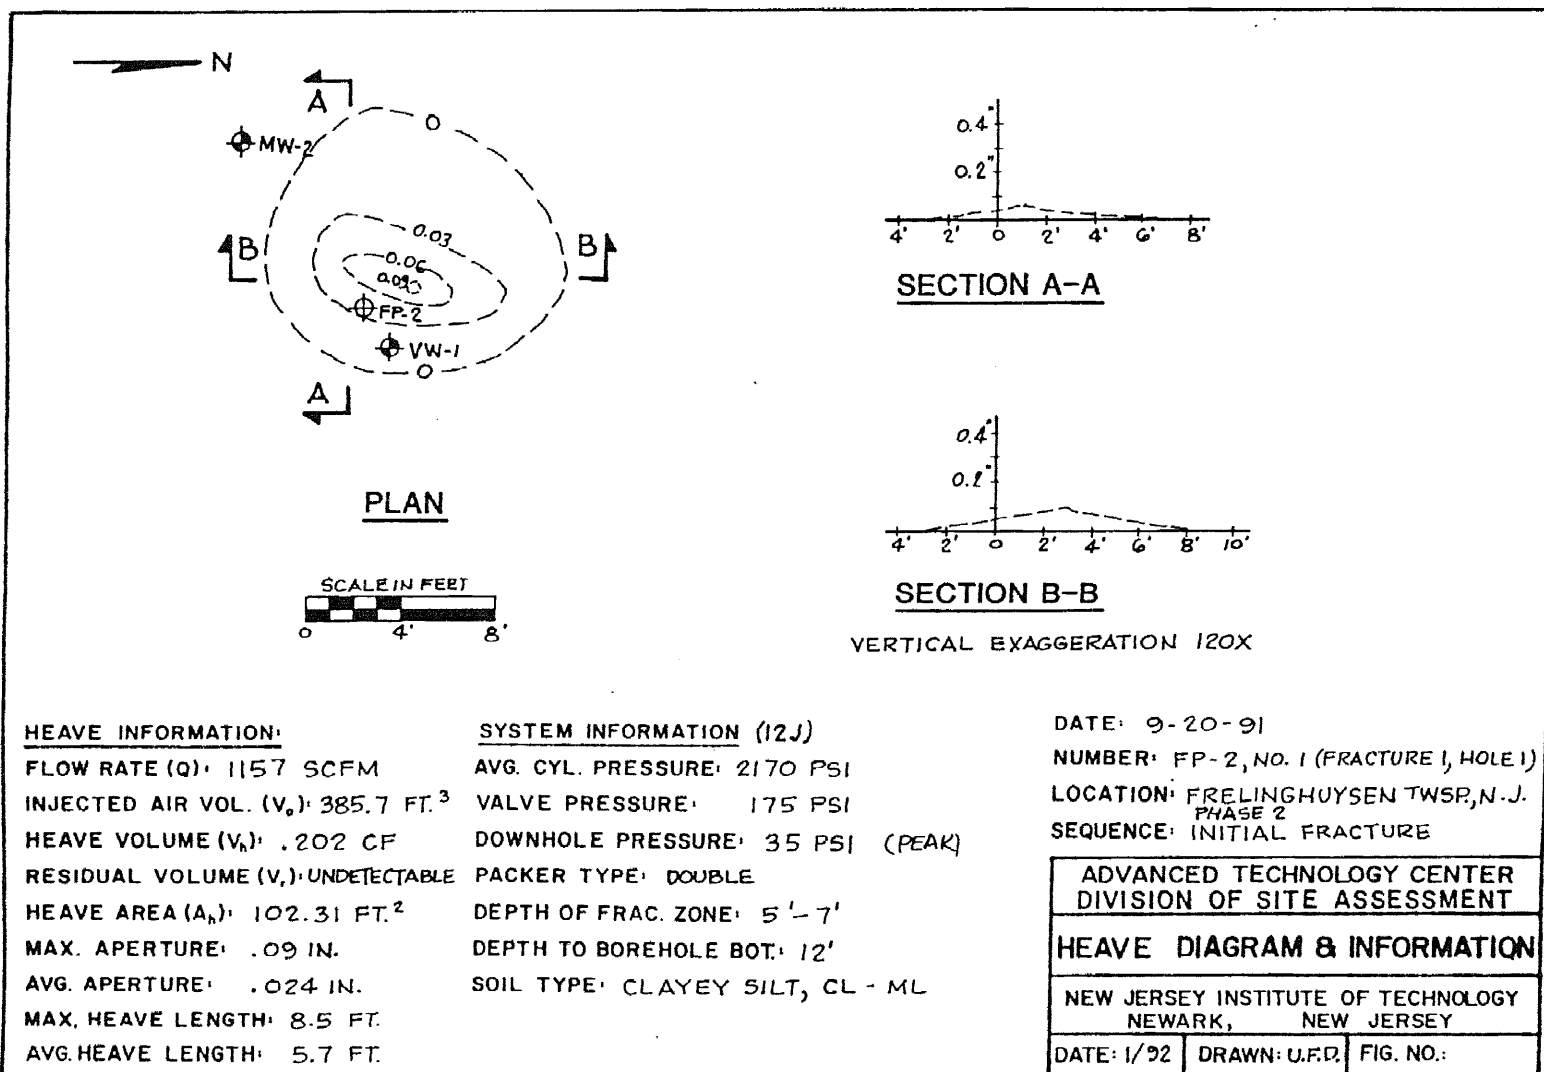 N
A
O
MW-2
0.03
B
B
0.06
0.09
FP-2
VW-1
O
A
PLAN
SCALE IN FEET
0 4' 8'
0.4"
0.2"
4' 2' 0 2' 4' 6' 8'
SECTION A-A
0.4"
0.2"
4' 2' 0 2' 4' 6' 8' 10'
SECTION B-B
VERTICAL EXAGGERATION 120X
HEAVE INFORMATION:
FLOW RATE (Q): 1157 SCFM
INJECTED AIR VOL. (Vo): 385.7 FT.³
HEAVE VOLUME (Vh): .202 CF
RESIDUAL VOLUME (Vr): UNDETECTABLE
HEAVE AREA (Ah): 102.31 FT.²
MAX. APERTURE: .09 IN.
AVG. APERTURE: .024 IN.
MAX. HEAVE LENGTH: 8.5 FT.
AVG. HEAVE LENGTH: 5.7 FT.
SYSTEM INFORMATION (12J)
AVG. CYL. PRESSURE: 2170 PSI
VALVE PRESSURE: 175 PSI
DOWNHOLE PRESSURE: 35 PSI (PEAK)
PACKER TYPE: DOUBLE
DEPTH OF FRAC. ZONE: 5'-7'
DEPTH TO BOREHOLE BOT.: 12'
SOIL TYPE: CLAYEY SILT, CL - ML
DATE: 9-20-91
NUMBER: FP-2, NO. 1 (FRACTURE 1, HOLE 1)
LOCATION: FRELINGHUYSEN TWSP., N.J.
PHASE 2
SEQUENCE: INITIAL FRACTURE
ADVANCED TECHNOLOGY CENTER
DIVISION OF SITE ASSESSMENT
HEAVE DIAGRAM & INFORMATION
NEW JERSEY INSTITUTE OF TECHNOLOGY
NEWARK, NEW JERSEY
DATE: 1/92 DRAWN: U.F.D. FIG. NO.: